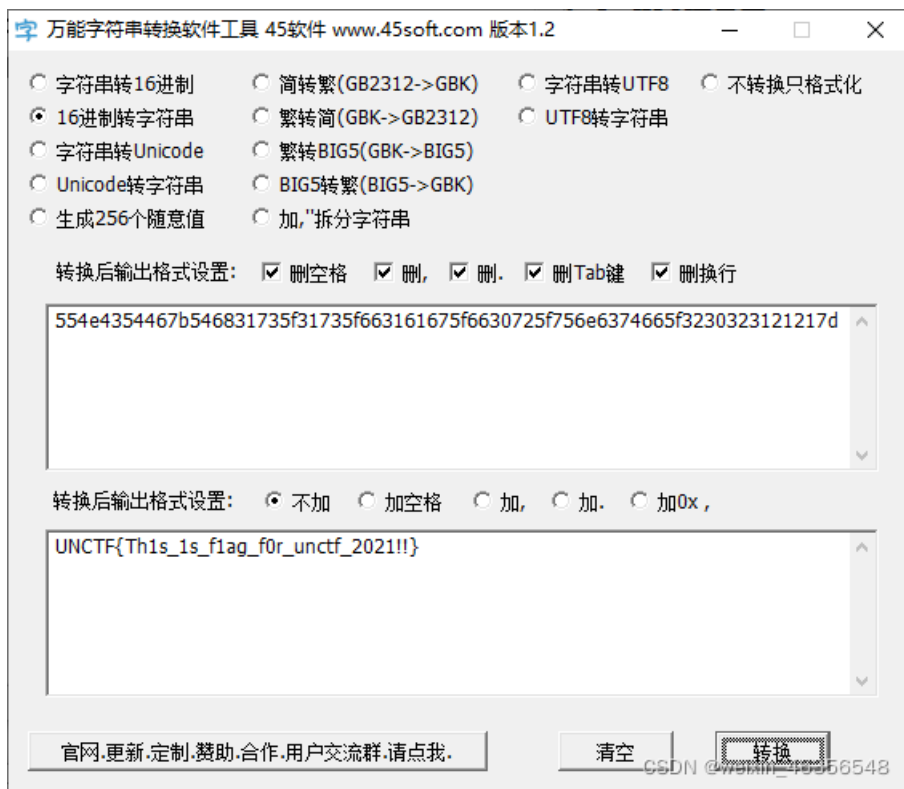 字 万能字符串转换软件工具 45软件 www.45soft.com 版本1.2
字符串转16进制 简转繁(GB2312->GBK) 字符串转UTF8 不转换只格式化
16进制转字符串 繁转简(GBK->GB2312) UTF8转字符串
字符串转Unicode 繁转BIG5(GBK->BIG5)
Unicode转字符串 BIG5转繁(BIG5->GBK)
生成256个随意值 加,''拆分字符串
转换后输出格式设置: 删空格 删, 删. 删Tab键 删换行
554e4354467b546831735f31735f663161675f6630725f756e6374665f3230323121217d
转换后输出格式设置: 不加 加空格 加, 加. 加0x ,
UNCTF{Th1s_1s_f1ag_f0r_unctf_2021!!}
官网.更新.定制.赞助.合作.用户交流群.请点我. 清空 转换
CSDN